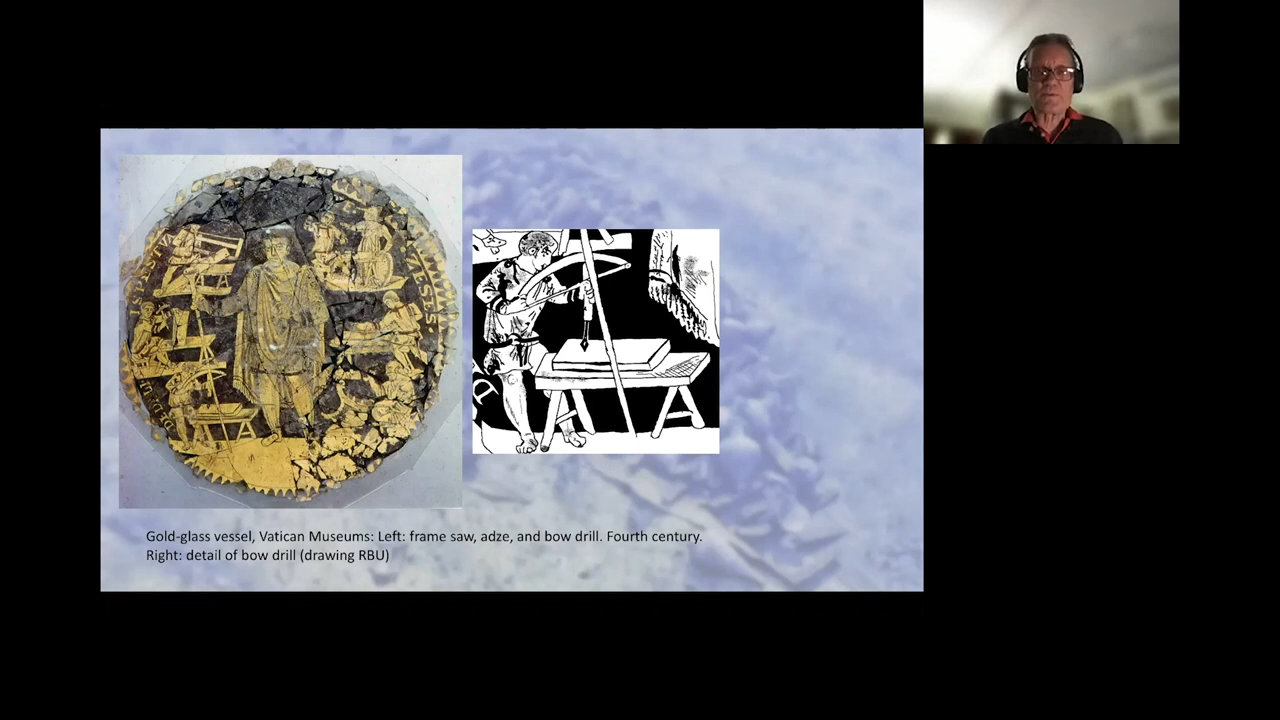 Gold-glass vessel, Vatican Museums: Left: frame saw, adze, and bow drill. Fourth century.
Right: detail of bow drill (drawing RBU)